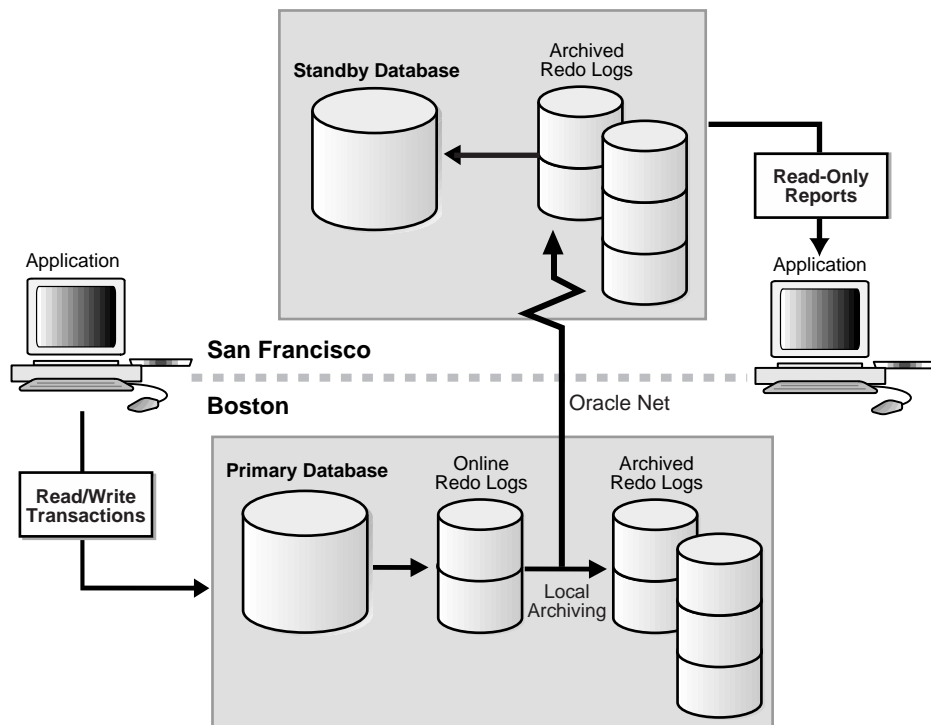 Standby Database
Archived
Redo Logs
Read-Only
Reports
Application
Application
San Francisco
Boston
Oracle Net
Read/Write
Transactions
Primary Database
Online
Redo Logs
Archived
Redo Logs
Local
Archiving